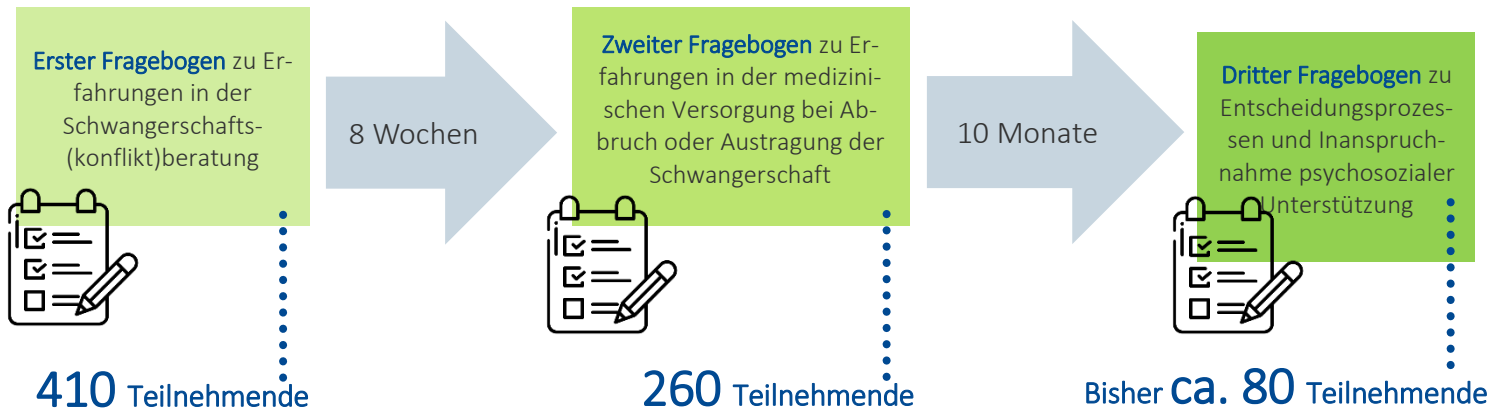 Erster Fragebogen zu Er-
fahrungen in der
Schwangerschafts-
(konflikt)beratung
8 Wochen
Zweiter Fragebogen zu Er-
fahrungen in der medizini-
schen Versorgung bei Ab-
bruch oder Austragung der
Schwangerschaft
10 Monate
Dritter Fragebogen zu
Entscheidungsprozes-
sen und Inanspruch-
nahme psychosozialer
Unterstützung
410 Teilnehmende
260 Teilnehmende
Bisher ca. 80 Teilnehmende